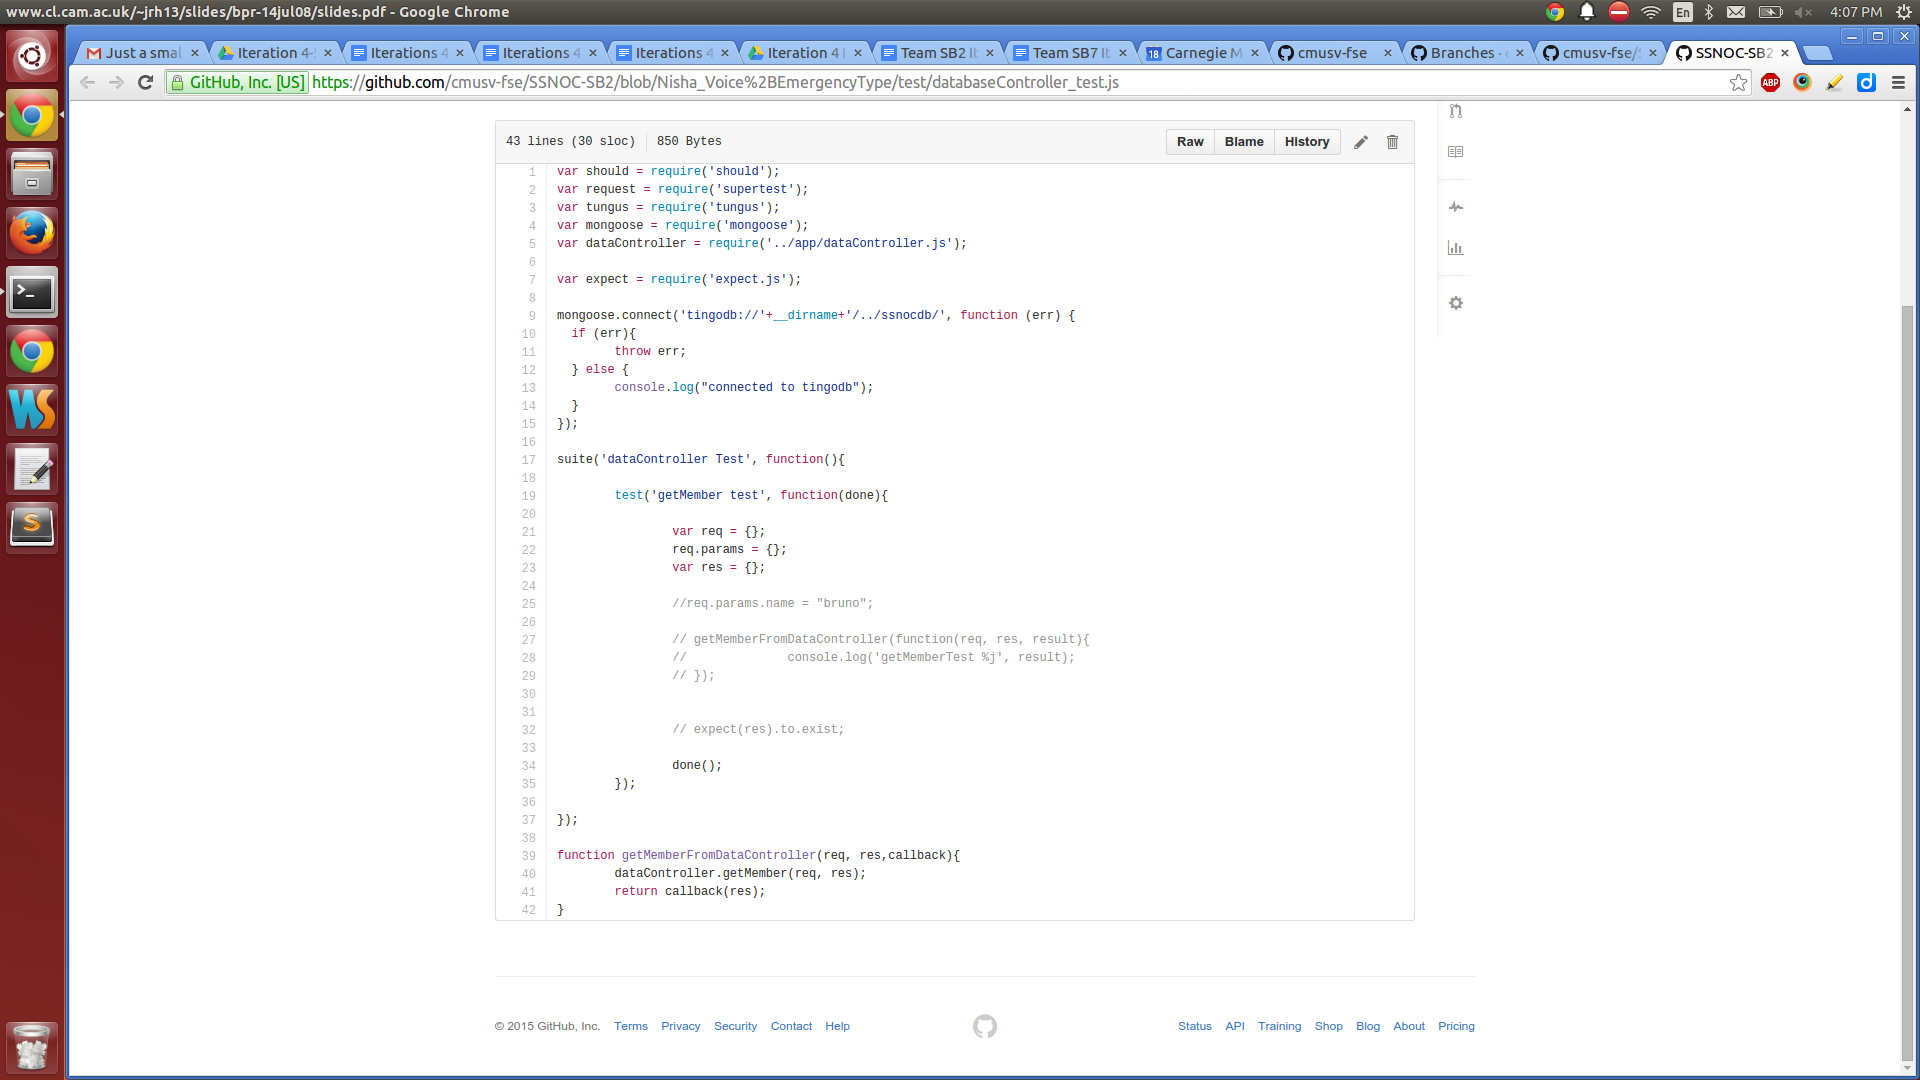 www.cl.cam.ac.uk/~jrh13/slides/bpr-14jul08/slides.pdf - Google Chrome
En
4:07 PM
Just a smal
Iteration 4-
Iterations 4
Iterations 4
Iterations 4
Iteration 4 I
Team SB2 It
Team SB7 It
18
Carnegie M
cmusv-fse
Branches ·
cmusv-fse/
SSNOC-SB2
GitHub, Inc. [US]
https://github.com/cmusv-fse/SSNOC-SB2/blob/Nisha_Voice%2BEmergencyType/test/databaseController_test.js
ABP
43 lines (30 sloc) 850 Bytes
Raw Blame History
1 var should = require('should');
2 var request = require('supertest');
3 var tungus = require('tungus');
4 var mongoose = require('mongoose');
5 var dataController = require('../app/dataController.js');
6
7 var expect = require('expect.js');
8
9 mongoose.connect('tingodb://'+__dirname+'/../ssnocdb/', function (err) {
10 if (err){
11 throw err;
12 } else {
13 console.log("connected to tingodb");
14 }
15 });
16
17 suite('dataController Test', function(){
18
19 test('getMember test', function(done){
20
21 var req = {};
22 req.params = {};
23 var res = {};
24
25 //req.params.name = "bruno";
26
27 // getMemberFromDataController(function(req, res, result){
28 // console.log('getMemberTest %j', result);
29 // });
30
31
32 // expect(res).to.exist;
33
34 done();
35 });
36
37 });
38
39 function getMemberFromDataController(req, res,callback){
40 dataController.getMember(req, res);
41 return callback(res);
42 }
© 2015 GitHub, Inc. Terms Privacy Security Contact Help
Status API Training Shop Blog About Pricing